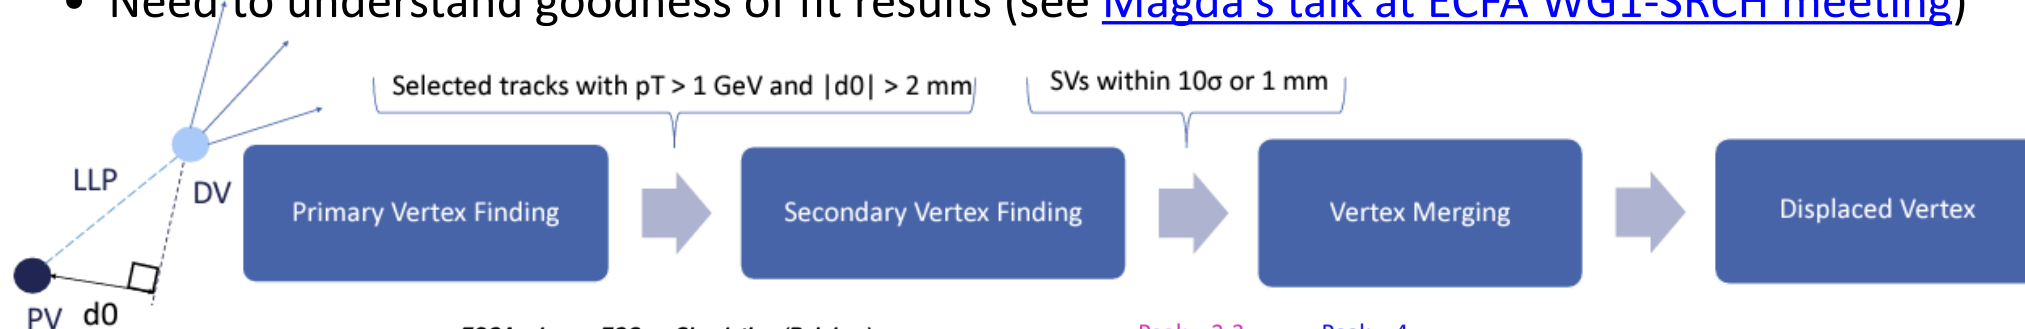 • Need to understand goodness of fit results (see Magda's talk at ECFA WG1-SRCH meeting)
Selected tracks with pT > 1 GeV and |d0| > 2 mm
SVs within 10σ or 1 mm
LLP
DV
Primary Vertex Finding
Secondary Vertex Finding
Vertex Merging
Displaced Vertex
PV
d0